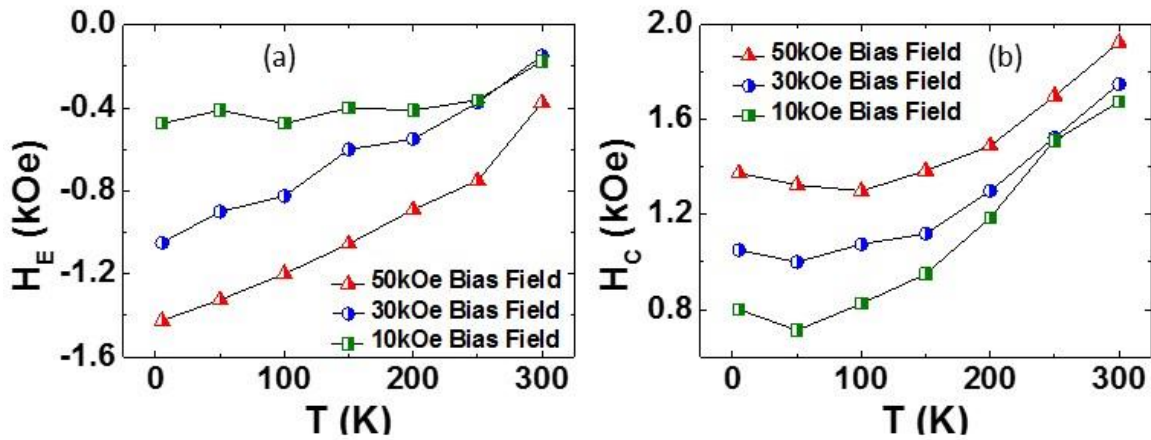 0.0
-0.4
-0.8
-1.2
-1.6
H_E (kOe)
(a)
50kOe Bias Field
30kOe Bias Field
10kOe Bias Field
0 100 200 300
T (K)
2.0
1.6
1.2
0.8
H_C (kOe)
50kOe Bias Field
30kOe Bias Field
10kOe Bias Field
(b)
0 100 200 300
T (K)